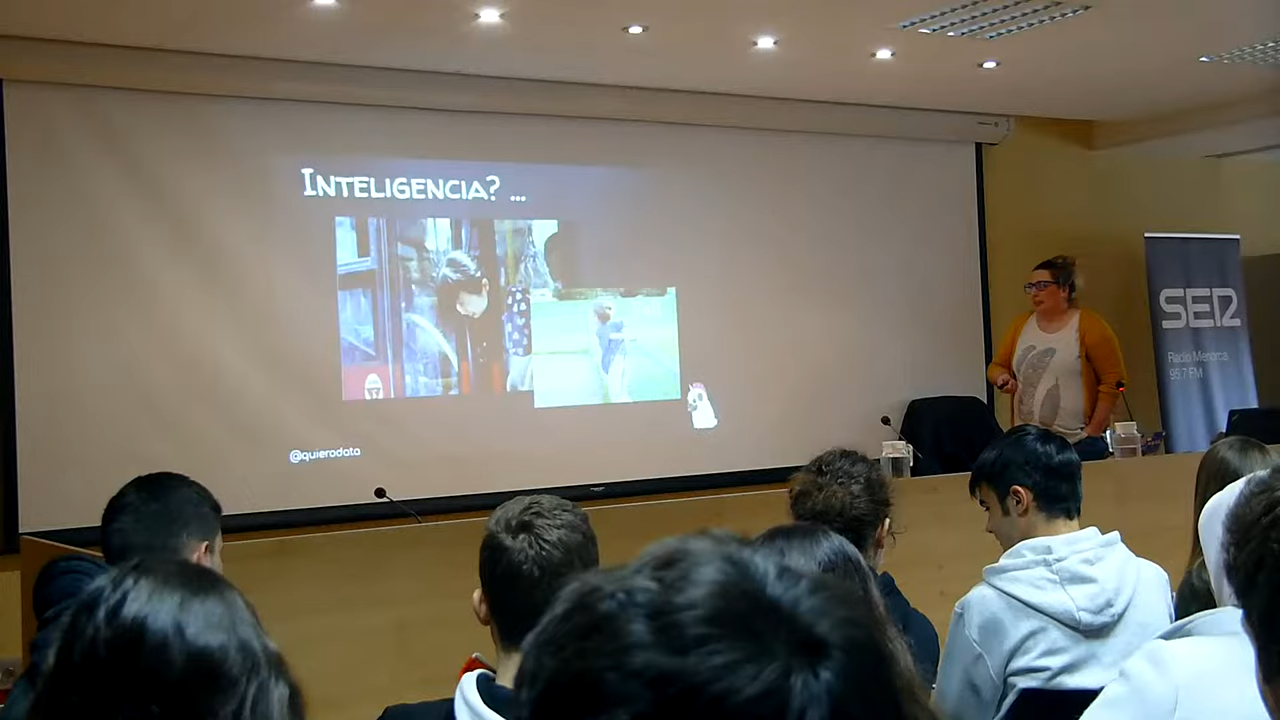 INTELIGENCIA? ...
@quierodata
SER
Radio Menorca
95.7 FM